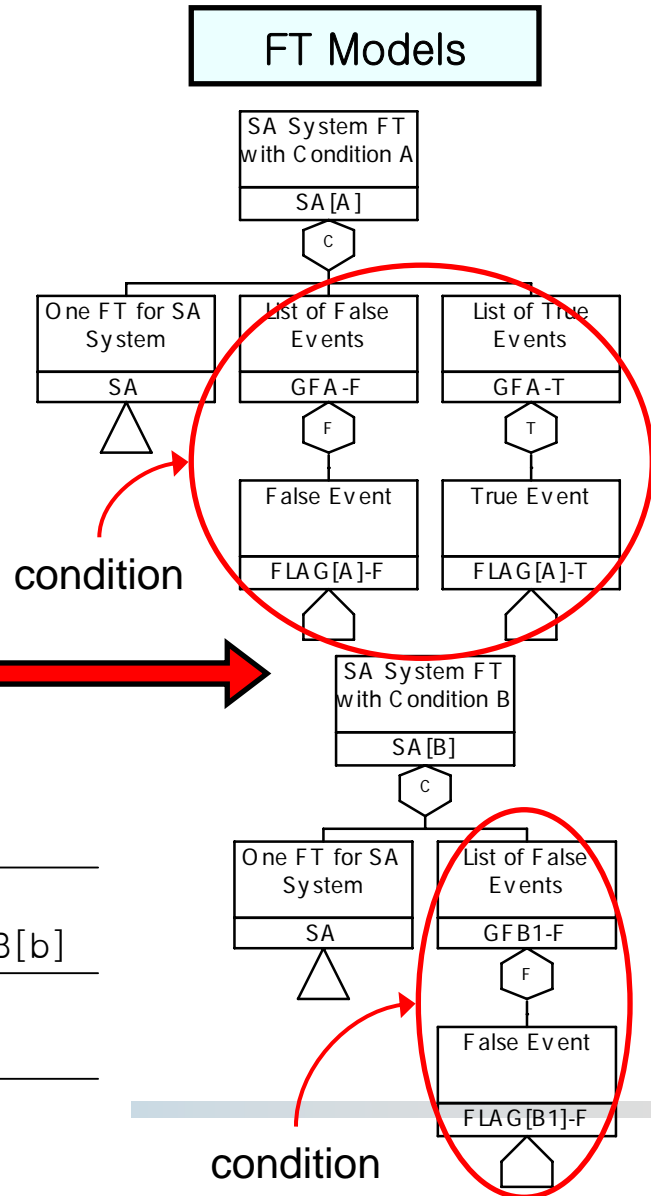 FT Models
SA System FT
with Condition A
SA[A]
C
One FT for SA
System
SA
List of False
Events
GFA-F
F
False Event
FLAG[A]-F
List of True
Events
GFA-T
T
True Event
FLAG[A]-T
condition
SA System FT
with Condition B
SA[B]
C
One FT for SA
System
SA
List of False
Events
GFB1-F
F
False Event
FLAG[B1]-F
[b]
condition